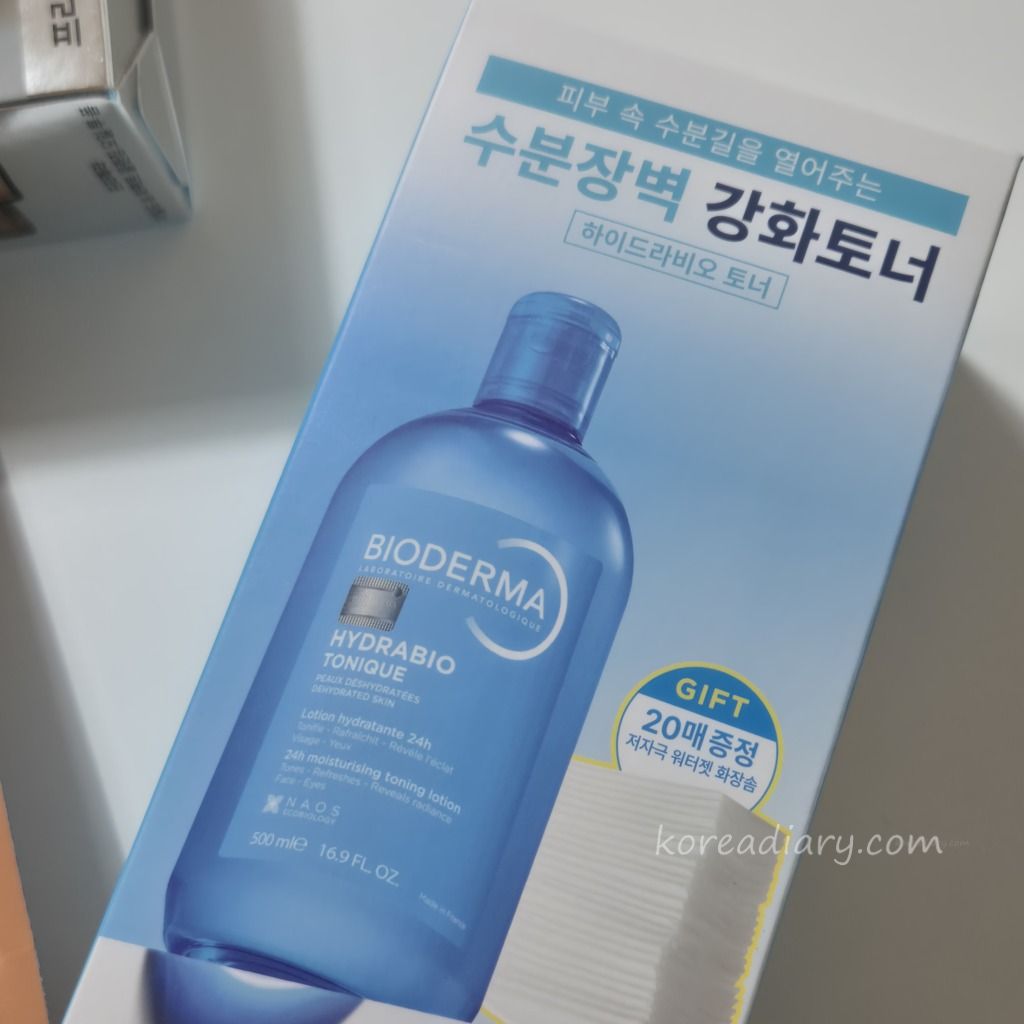 피부 속 수분길을 열어주는
수분장벽 강화토너
하이드라비오 토너
BIODERMA
LABORATOIRE DERMATOLOGIQUE
HYDRABIO
TONIQUE
PEAUX DÉSHYDRATÉES
DEHYDRATED SKIN
Lotion hydratante 24h
Tonifie - Rafraîchit - Révèle l'éclat
Visage - Yeux
24h moisturising toning lotion
Tones - Refreshes - Reveals radiance
Face - Eyes
NAOS
ECOBIOLOGY
500 mle 16.9 FL. OZ.
Made in France
GIFT
20매 증정
저자극 워터젯 화장솜
koreadiary.com